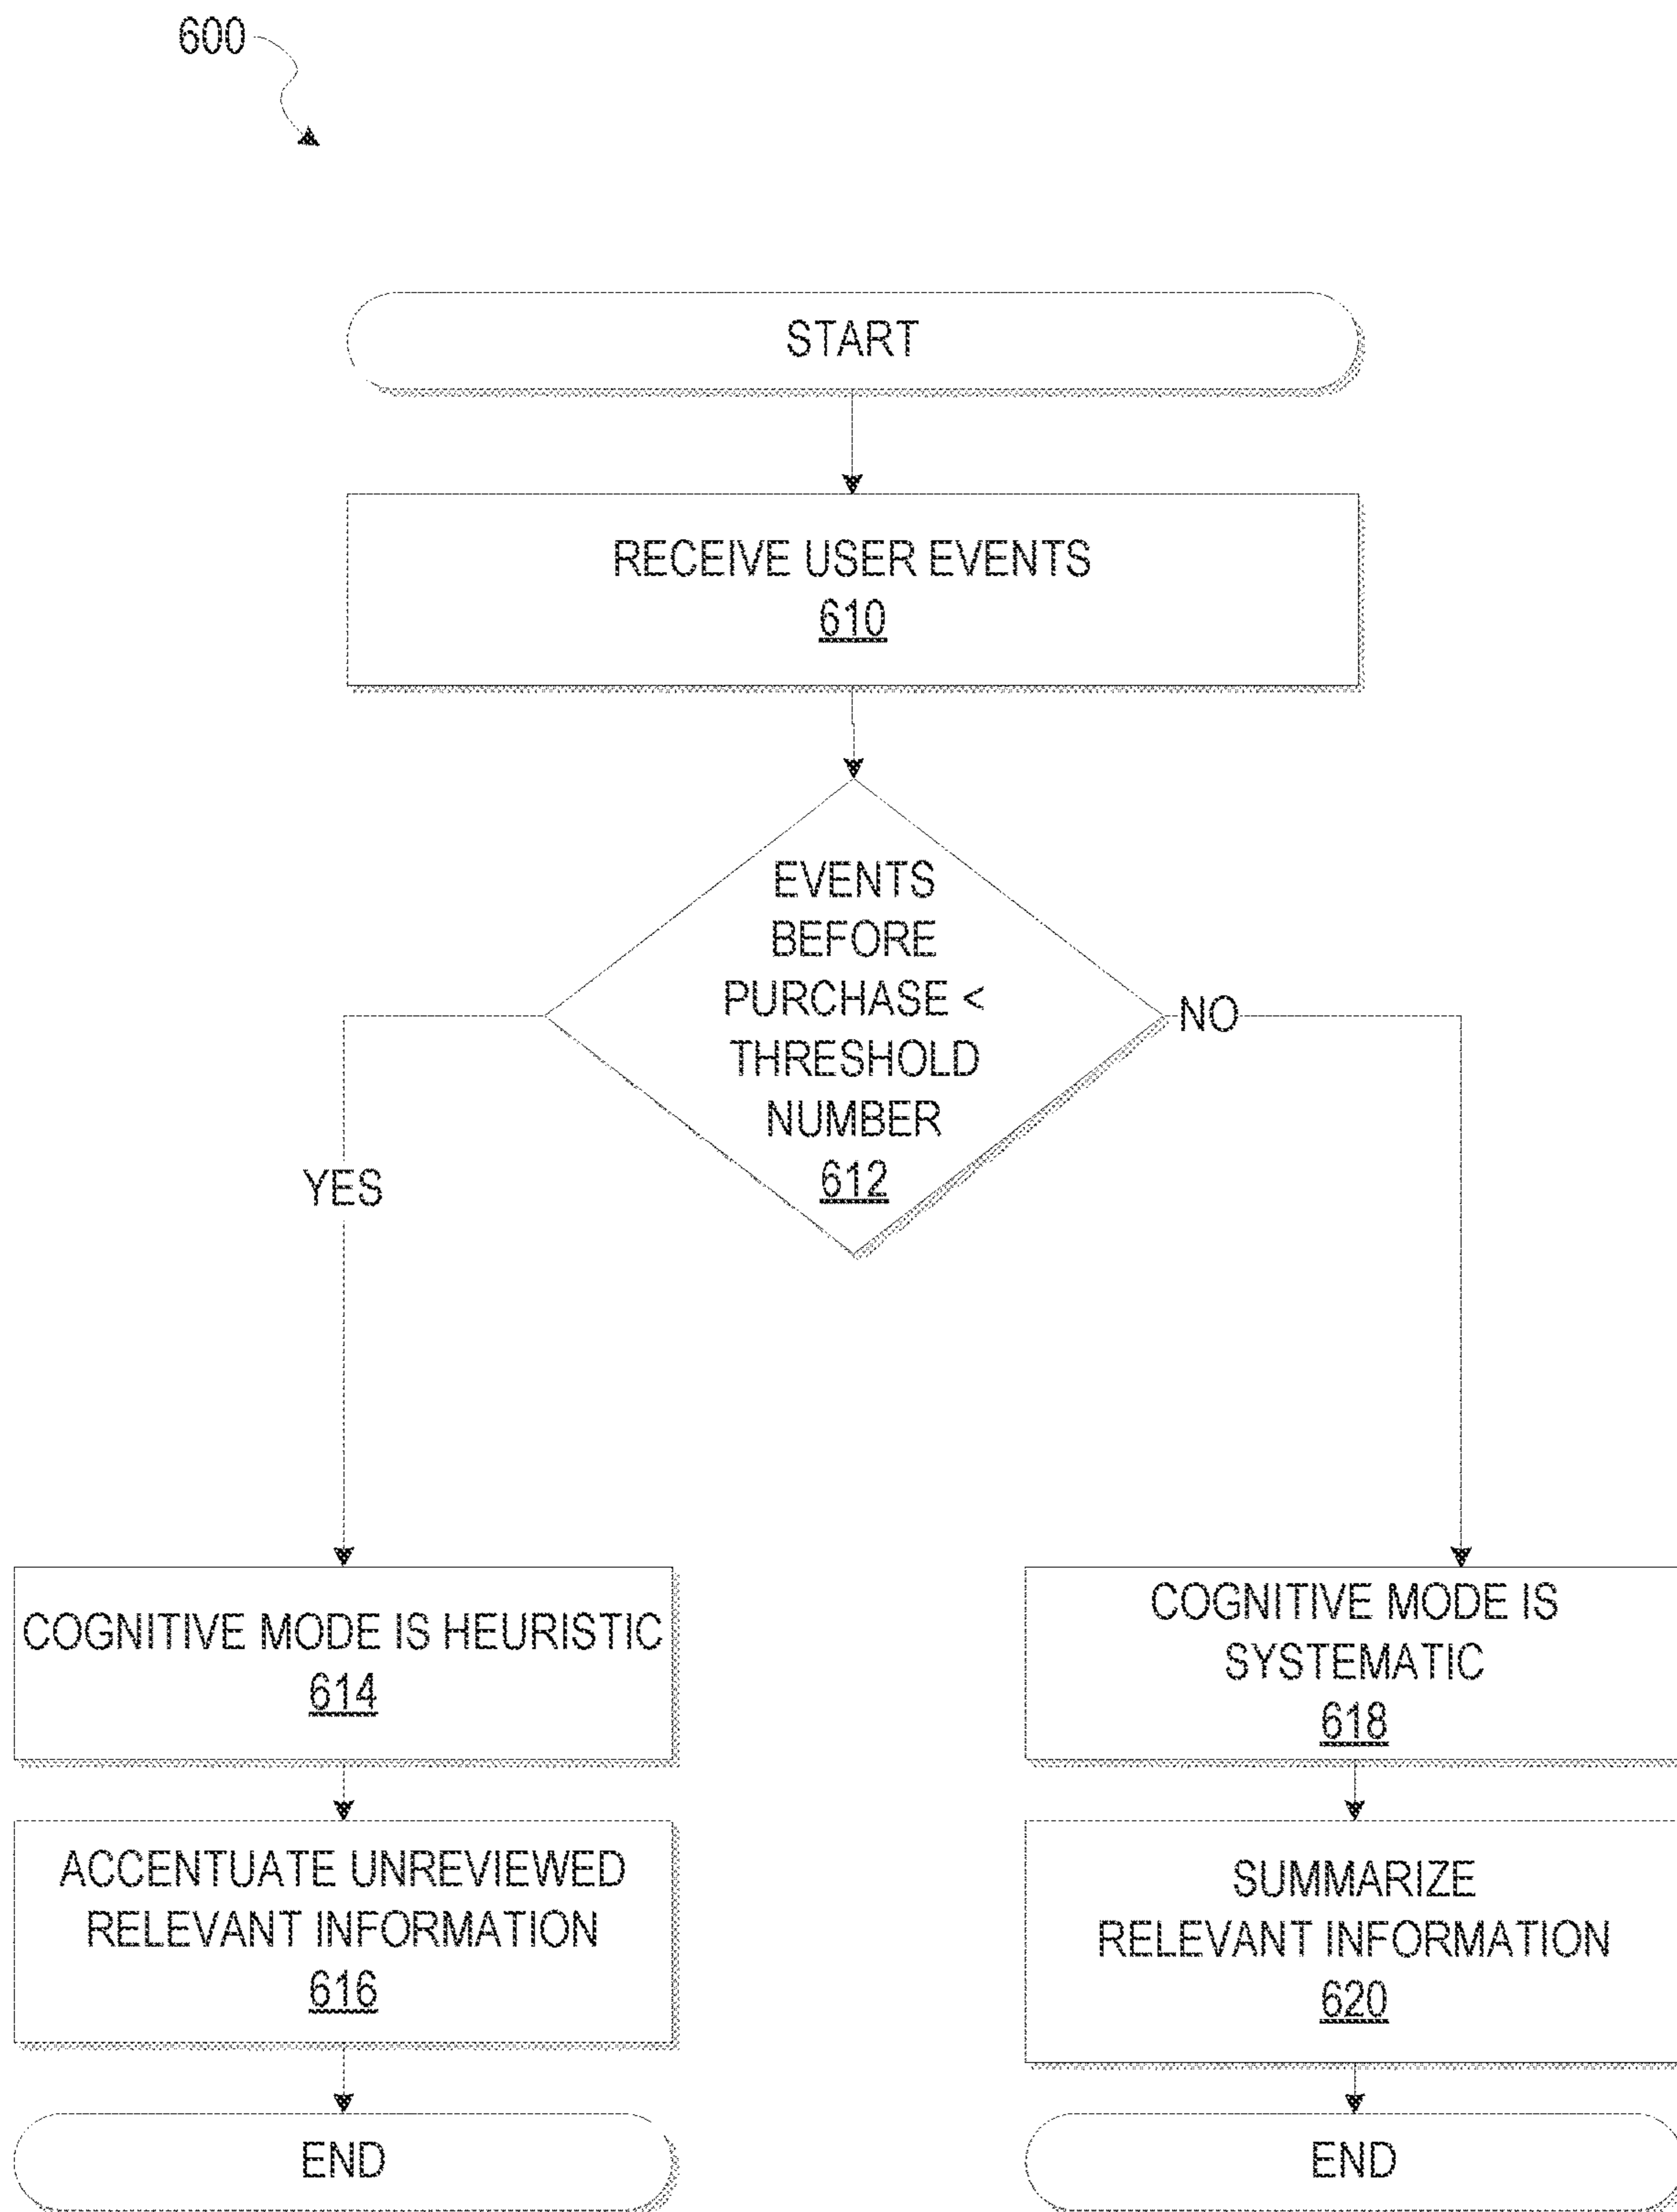 600
START
RECEIVE USER EVENTS
610
EVENTS
BEFORE
PURCHASE <
THRESHOLD
NUMBER
612
NO
YES
COGNITIVE MODE IS HEURISTIC
614
ACCENTUATE UNREVIEWED
RELEVANT INFORMATION
616
END
COGNITIVE MODE IS
SYSTEMATIC
618
SUMMARIZE
RELEVANT INFORMATION
620
END